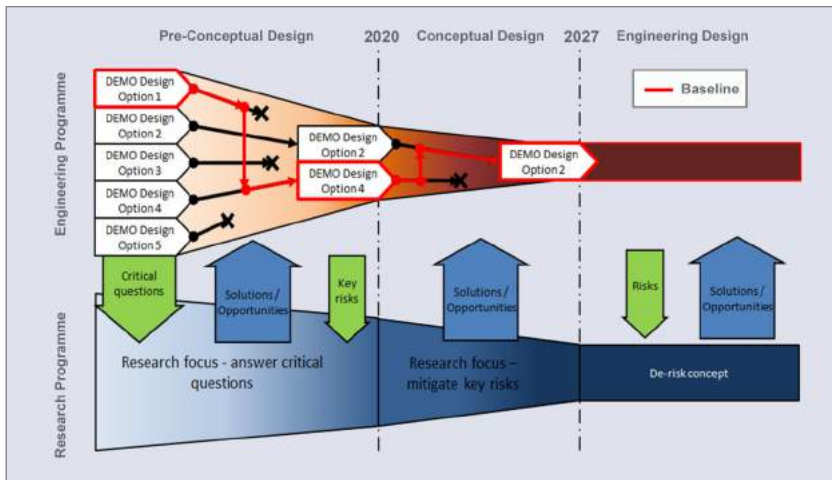 Pre-Conceptual Design
2020
Conceptual Design
2027
Engineering Design
Engineering Programme
DEMO Design
Option 1
DEMO Design
Option 2
DEMO Design
Option 3
DEMO Design
Option 4
DEMO Design
Option 5
DEMO Design
Option 2
DEMO Design
Option 4
DEMO Design
Option 2
Baseline
Critical
questions
Solutions /
Opportunities
Key
risks
Solutions /
Opportunities
Risks
Solutions /
Opportunities
Research Programme
Research focus - answer critical
questions
Research focus –
mitigate key risks
De-risk concept